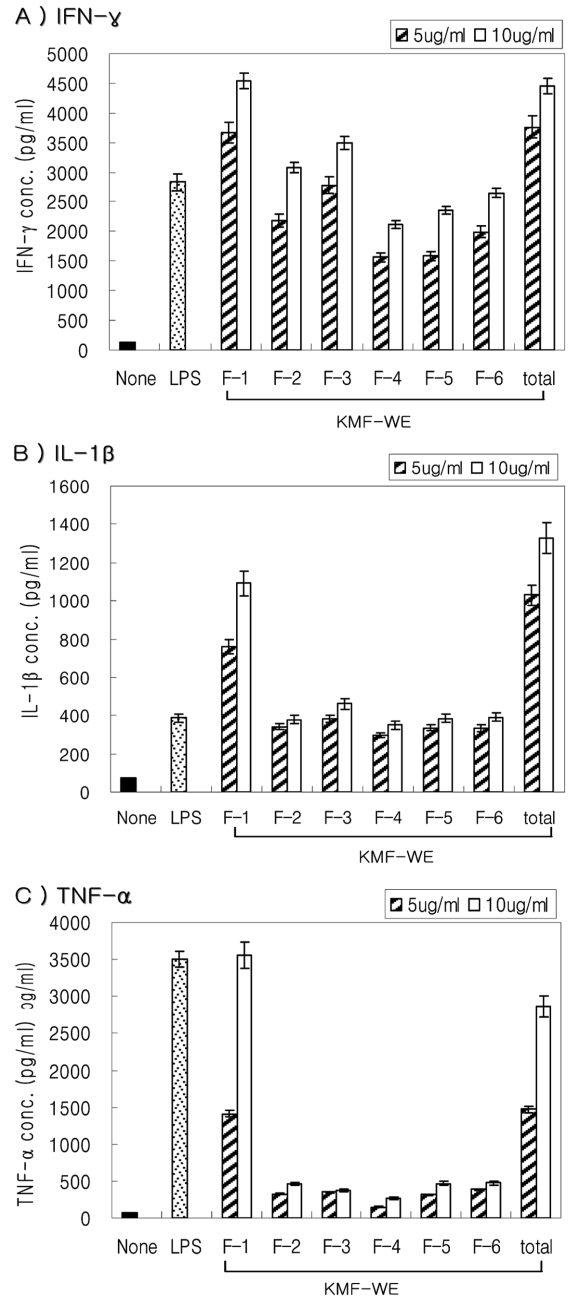 A ) IFN-ɣ
5ug/ml 10ug/ml
IFN-γ conc. (pg/ml)
5000
4500
4000
3500
3000
2500
2000
1500
1000
500
0
None LPS F-1 F-2 F-3 F-4 F-5 F-6 total
KMF-WE
B ) IL-1β
5ug/ml 10ug/ml
IL-1β conc. (pg/ml)
1600
1400
1200
1000
800
600
400
200
0
None LPS F-1 F-2 F-3 F-4 F-5 F-6 total
KMF-WE
C ) TNF-α
5ug/ml 10ug/ml
TNF-α conc. (pg/ml) pg/ml)
4000
3500
3000
2500
2000
1500
1000
500
0
None LPS F-1 F-2 F-3 F-4 F-5 F-6 total
KMF-WE